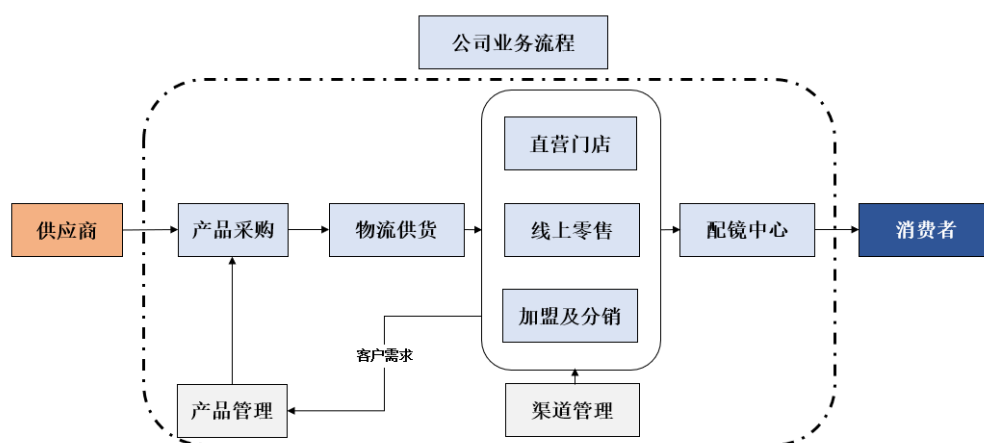 公司业务流程
直营门店
供应商
产品采购
物流供货
线上零售
配镜中心
消费者
加盟及分销
客户需求
产品管理
渠道管理